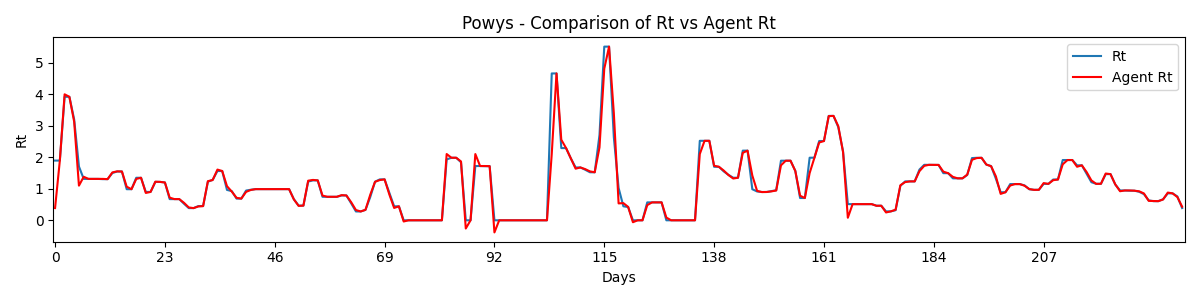 Powys - Comparison of Rt vs Agent Rt
Rt
Agent Rt
5
4
3
2
1
0
Rt
0 23 46 69 92 115 138 161 184 207
Days